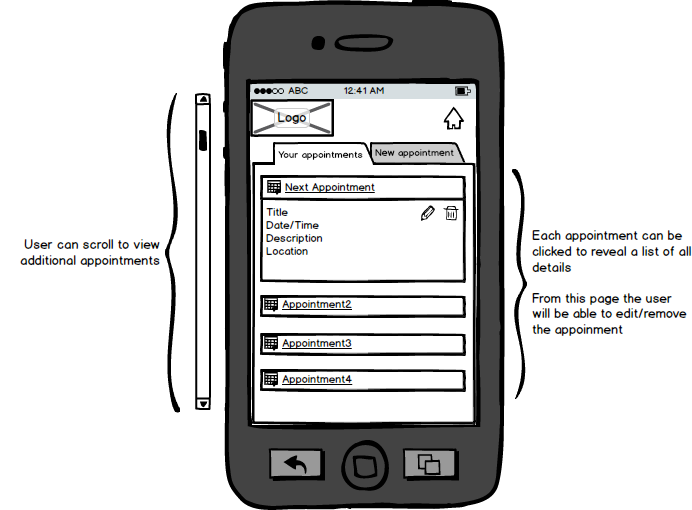 ABC 12:41 AM
Logo
Your appointments New appointment
Next Appointment
Title
Date/Time
Description
Location
Appointment2
Appointment3
Appointment4
User can scroll to view
additional appointments
Each appointment can be
clicked to reveal a list of all
details
From this page the user
will be able to edit/remove
the appoinment